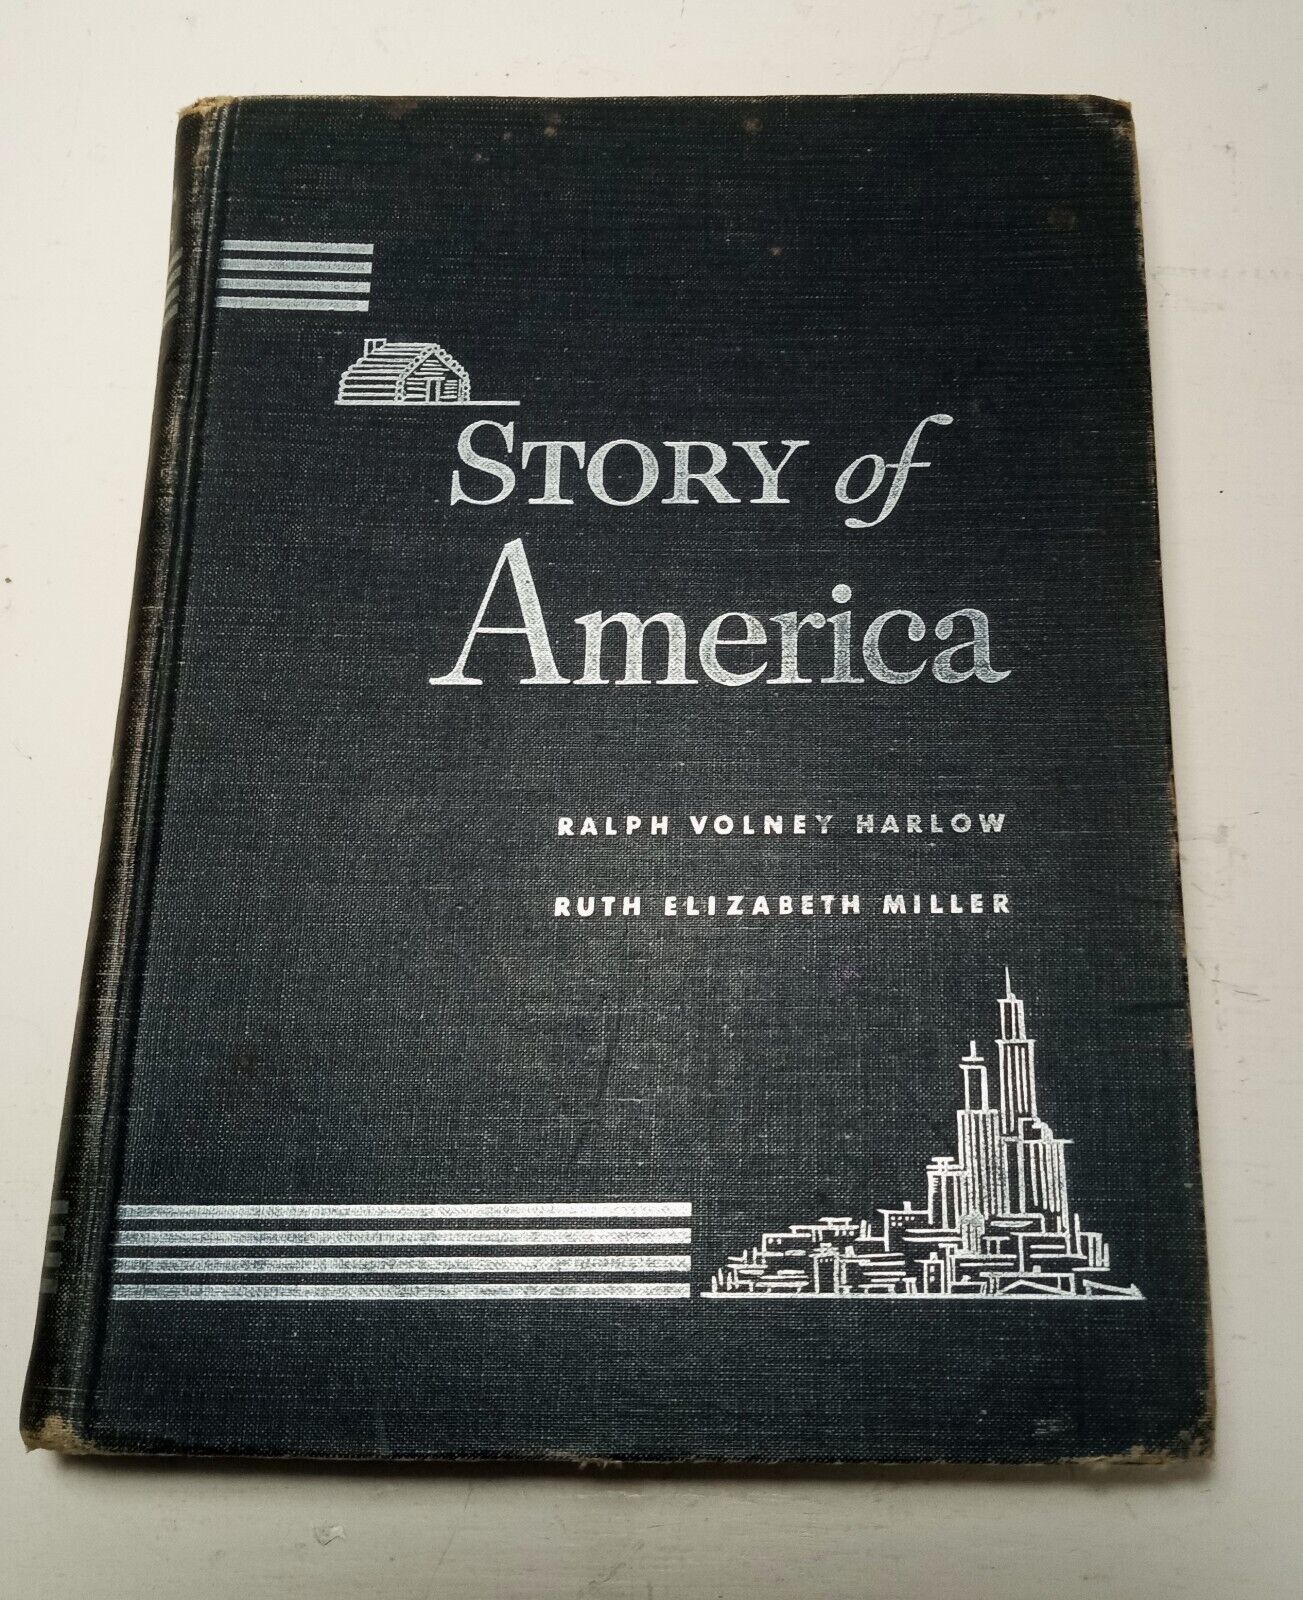 STORY of
America
RALPH VOLNEY HARLOW
RUTH ELIZABETH MILLER